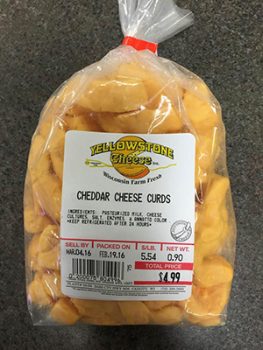 YELLOWSTONE
Cheese
Wisconsin Farm Fresh
CHEDDAR CHEESE CURDS
INGREDIENTS: PASTEURIZED MILK, CHEESE
CULTURES, SALT, ENZYMES, & ANNATTO COLOR
*KEEP REFRIGERATED AFTER 24 HOURS*
SELL BY PACKED ON $/LB. NET WT.
MAR.04.16 FEB.19.16 5.54 0.90
TOTAL PRICE
$4.99